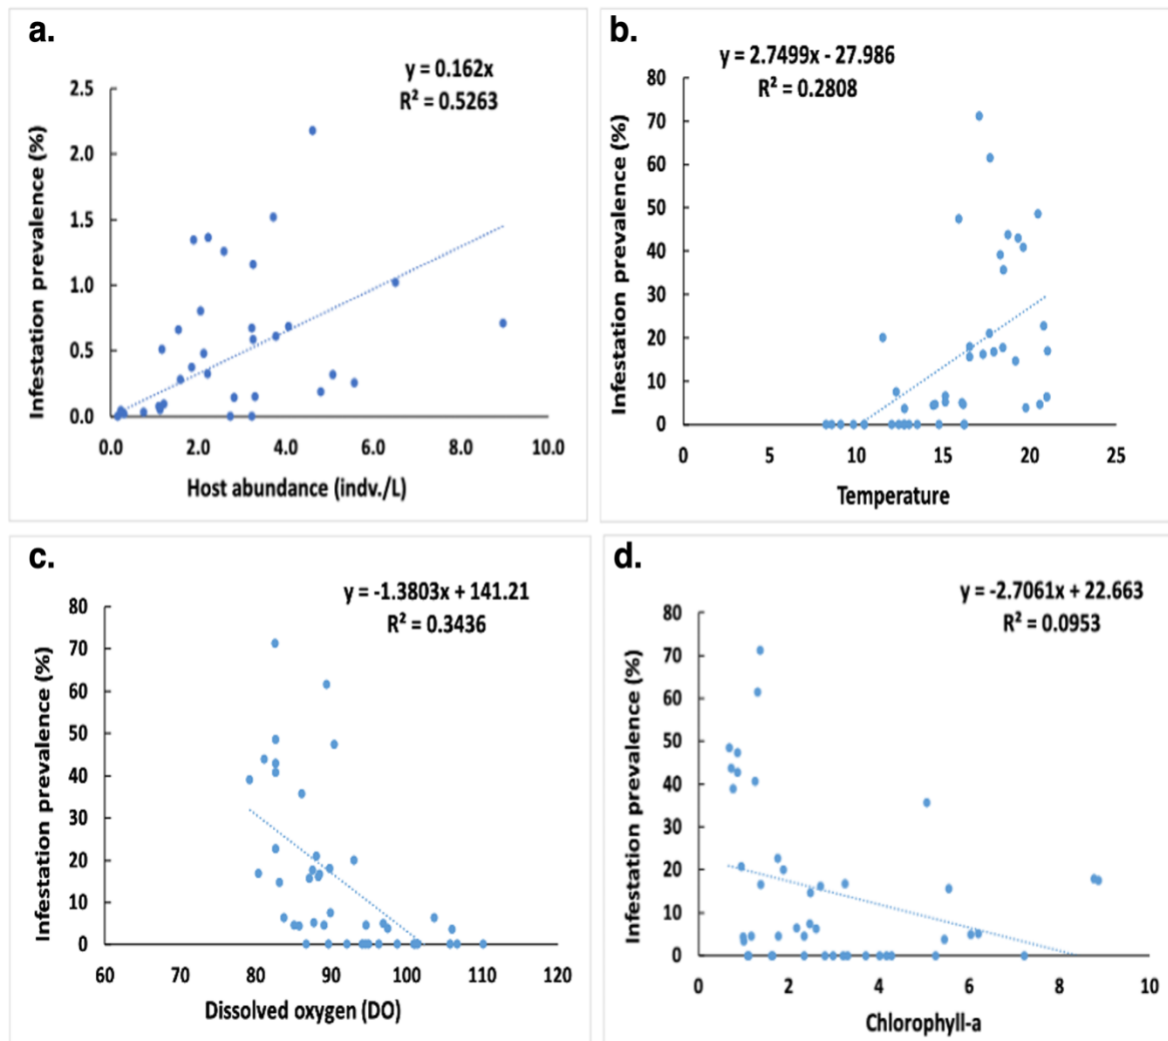 a.
y = 0.162x
R² = 0.5263
Infestation prevalence (%)
2.5
2.0
1.5
1.0
0.5
0.0
0.0 2.0 4.0 6.0 8.0 10.0
Host abundance (indv./L)
b.
y = 2.7499x - 27.986
R² = 0.2808
Infestation prevalence (%)
80
70
60
50
40
30
20
10
0
0 5 10 15 20 25
Temperature
c.
y = -1.3803x + 141.21
R² = 0.3436
Infestation prevalence (%)
80
70
60
50
40
30
20
10
0
60 70 80 90 100 110 120
Dissolved oxygen (DO)
d.
y = -2.7061x + 22.663
R² = 0.0953
Infestation prevalence (%)
80
70
60
50
40
30
20
10
0
0 2 4 6 8 10
Chlorophyll-a